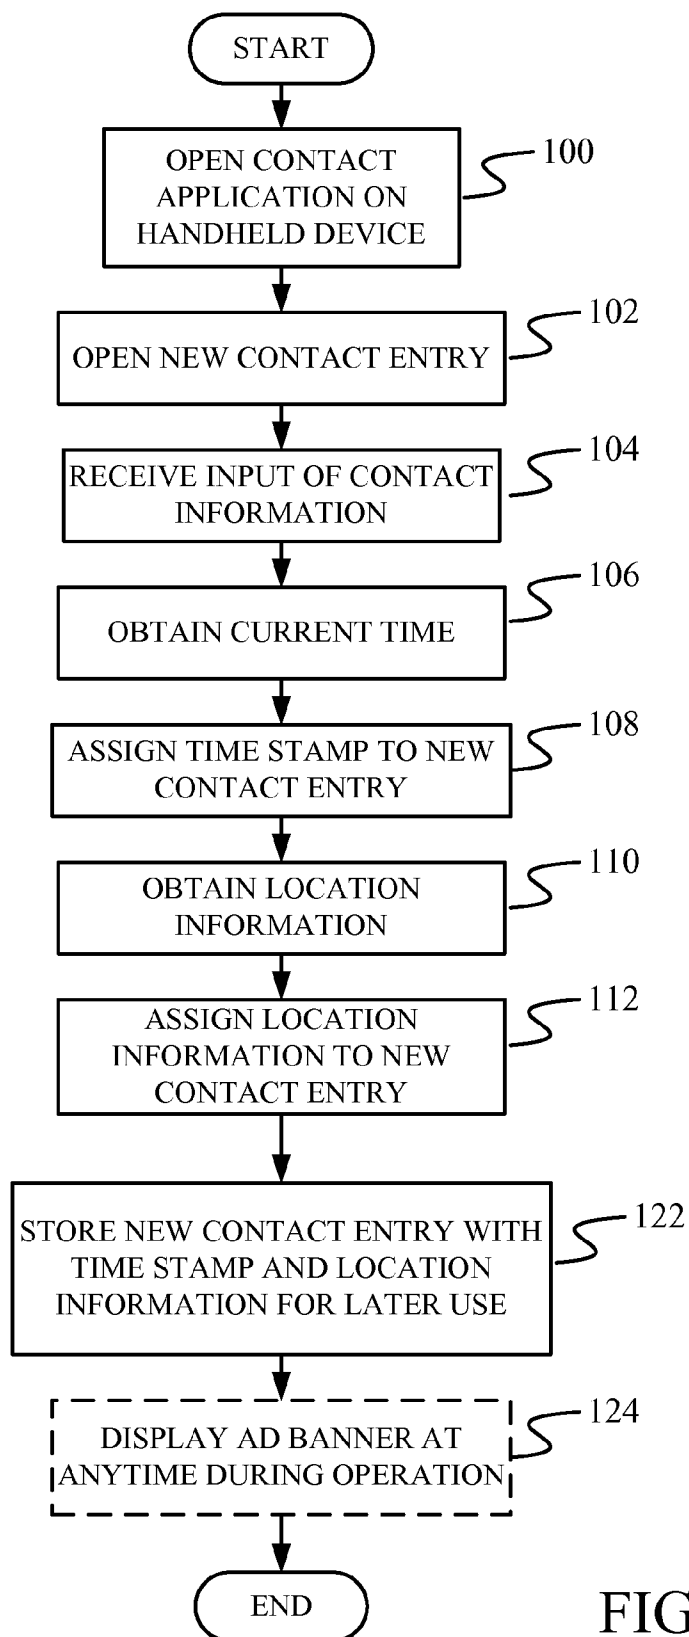 START
OPEN CONTACT
APPLICATION ON
HANDHELD DEVICE
100
OPEN NEW CONTACT ENTRY
102
RECEIVE INPUT OF CONTACT
INFORMATION
104
OBTAIN CURRENT TIME
106
ASSIGN TIME STAMP TO NEW
CONTACT ENTRY
108
OBTAIN LOCATION
INFORMATION
110
ASSIGN LOCATION
INFORMATION TO NEW
CONTACT ENTRY
112
STORE NEW CONTACT ENTRY WITH
TIME STAMP AND LOCATION
INFORMATION FOR LATER USE
122
DISPLAY AD BANNER AT
ANYTIME DURING OPERATION
124
END
FIG